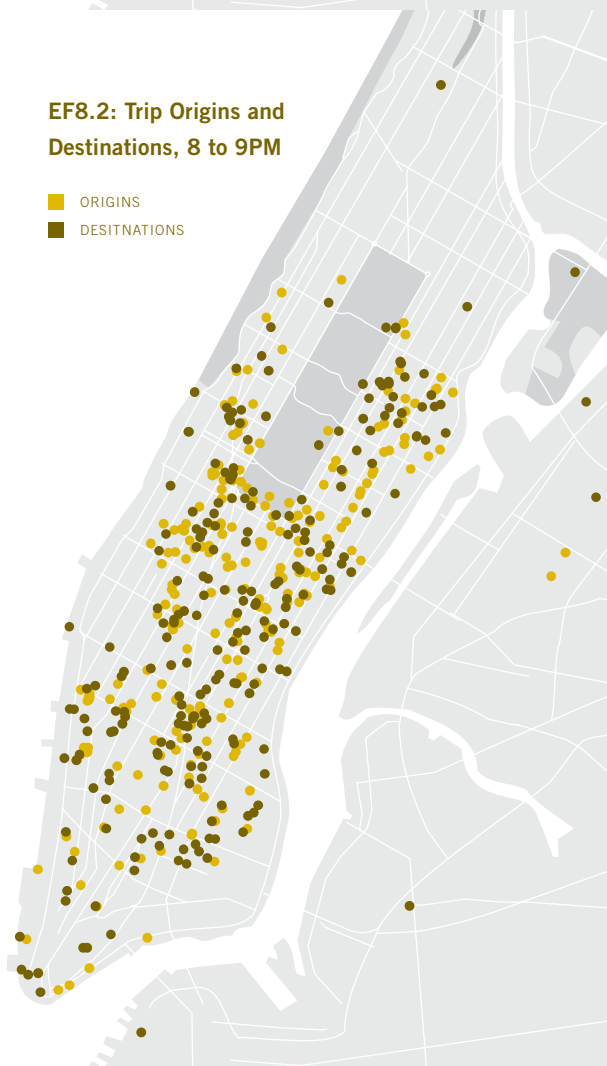 EF8.2: Trip Origins and
Destinations, 8 to 9PM
ORIGINS
DESITNATIONS